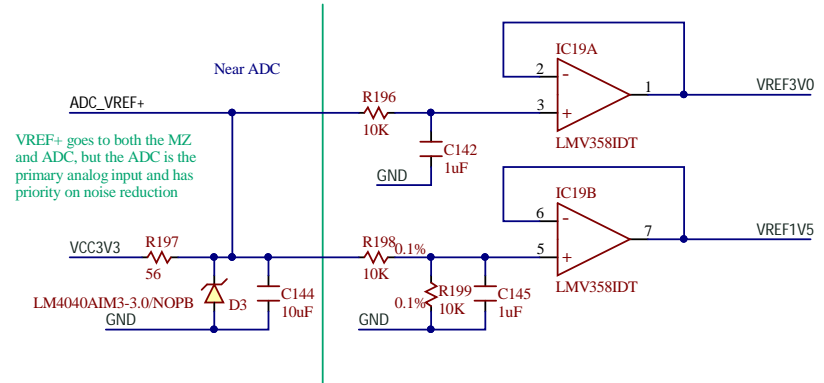 IC19A
Near ADC
2
-
1
VREF3V0
ADC_VREF+
R196
3
+
10K
LMV358IDT
C142
1uF
GND
VREF+ goes to both the MZ
and ADC, but the ADC is the
primary analog input and has
priority on noise reduction
IC19B
6
-
7
VREF1V5
VCC3V3
R197
56
R198
0.1%
10K
5
+
LMV358IDT
LM4040AIM3-3.0/NOPB
D3
C144
10uF
GND
0.1%
R199
10K
C145
1uF
GND